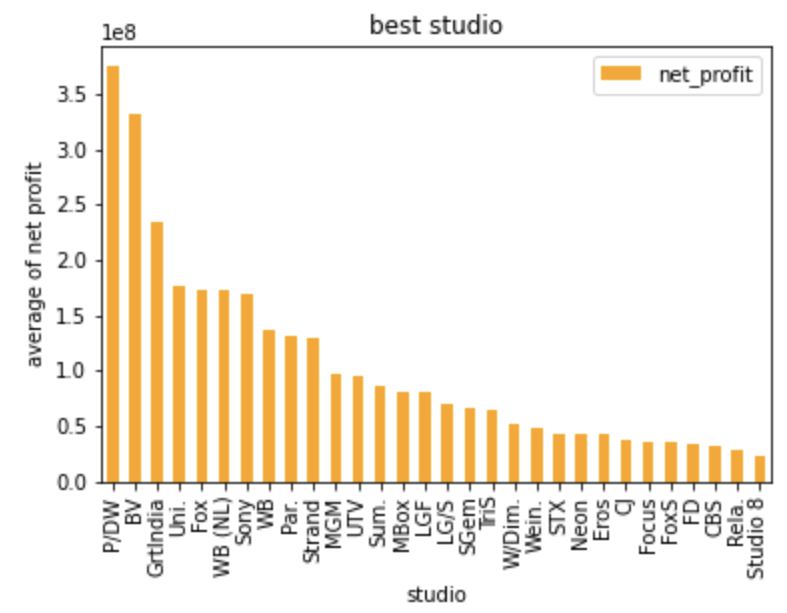 best studio
1e8
net_profit
average of net profit
3.5
3.0
2.5
2.0
1.5
1.0
0.5
0.0
P/DW
BV
GrtIndia
Uni.
Fox
WB (NL)
Sony
WB
Par.
Strand
MGM
UTV
Sum.
MBox
LGF
LG/S
SGem
TriS
W/Dim.
Wein.
STX
Neon
Eros
CJ
Focus
FoxS
FD
CBS
Rela.
Studio 8
studio